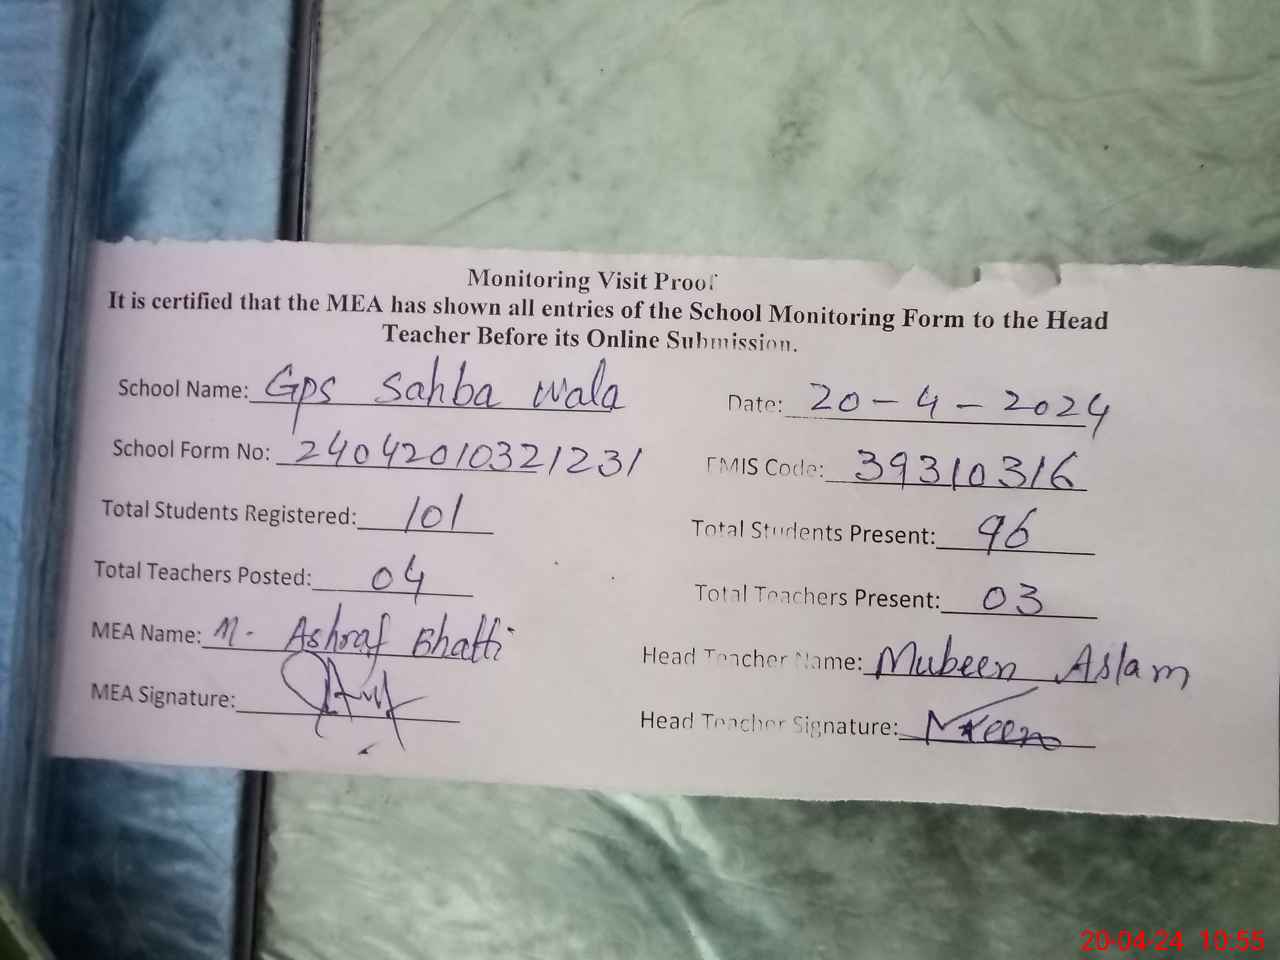 Monitoring Visit Proof
It is certified that the MEA has shown all entries of the School Monitoring Form to the Head
Teacher Before its Online Submission.
School Name: Gps Sahba wala Date: 20-4-2024
School Form No: 24042010321231 EMIS Code: 39310316
Total Students Registered: 101 Total Students Present: 96
Total Teachers Posted: 04 Total Teachers Present: 03
MEA Name: M. Ashraf Bhatti Head Teacher Name: Mubeen Aslam
MEA Signature: Head Teacher Signature:
20-04-24 10:55